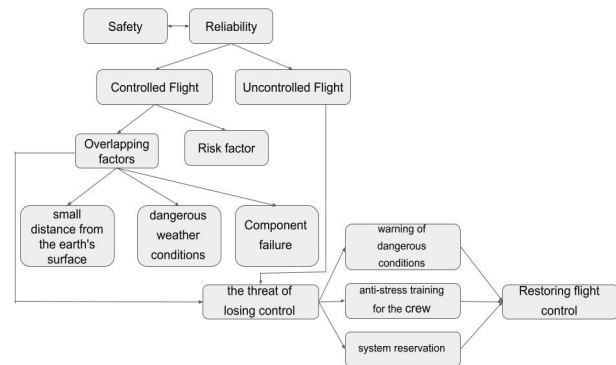 Safety
Reliability
Controlled Flight
Uncontrolled Flight
Overlapping
factors
Risk factor
small
distance from
the earth's
surface
dangerous
weather
conditions
Component
failure
warning of
dangerous
conditions
the threat of
losing control
anti-stress training
for the crew
Restoring flight
control
system reservation